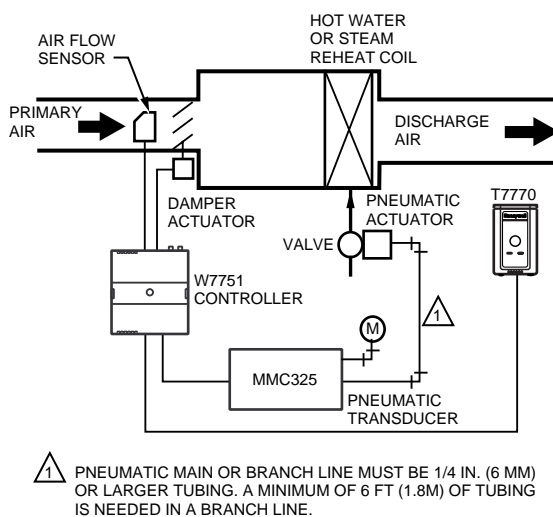 HOT WATER
OR STEAM
REHEAT COIL
AIR FLOW
SENSOR
PRIMARY
AIR
DISCHARGE
AIR
DAMPER
ACTUATOR
PNEUMATIC
ACTUATOR
T7770
VALVE
W7751
CONTROLLER
1
M
MMC325
PNEUMATIC
TRANSDUCER
1 PNEUMATIC MAIN OR BRANCH LINE MUST BE 1/4 IN. (6 MM)
OR LARGER TUBING. A MINIMUM OF 6 FT (1.8M) OF TUBING
IS NEEDED IN A BRANCH LINE.